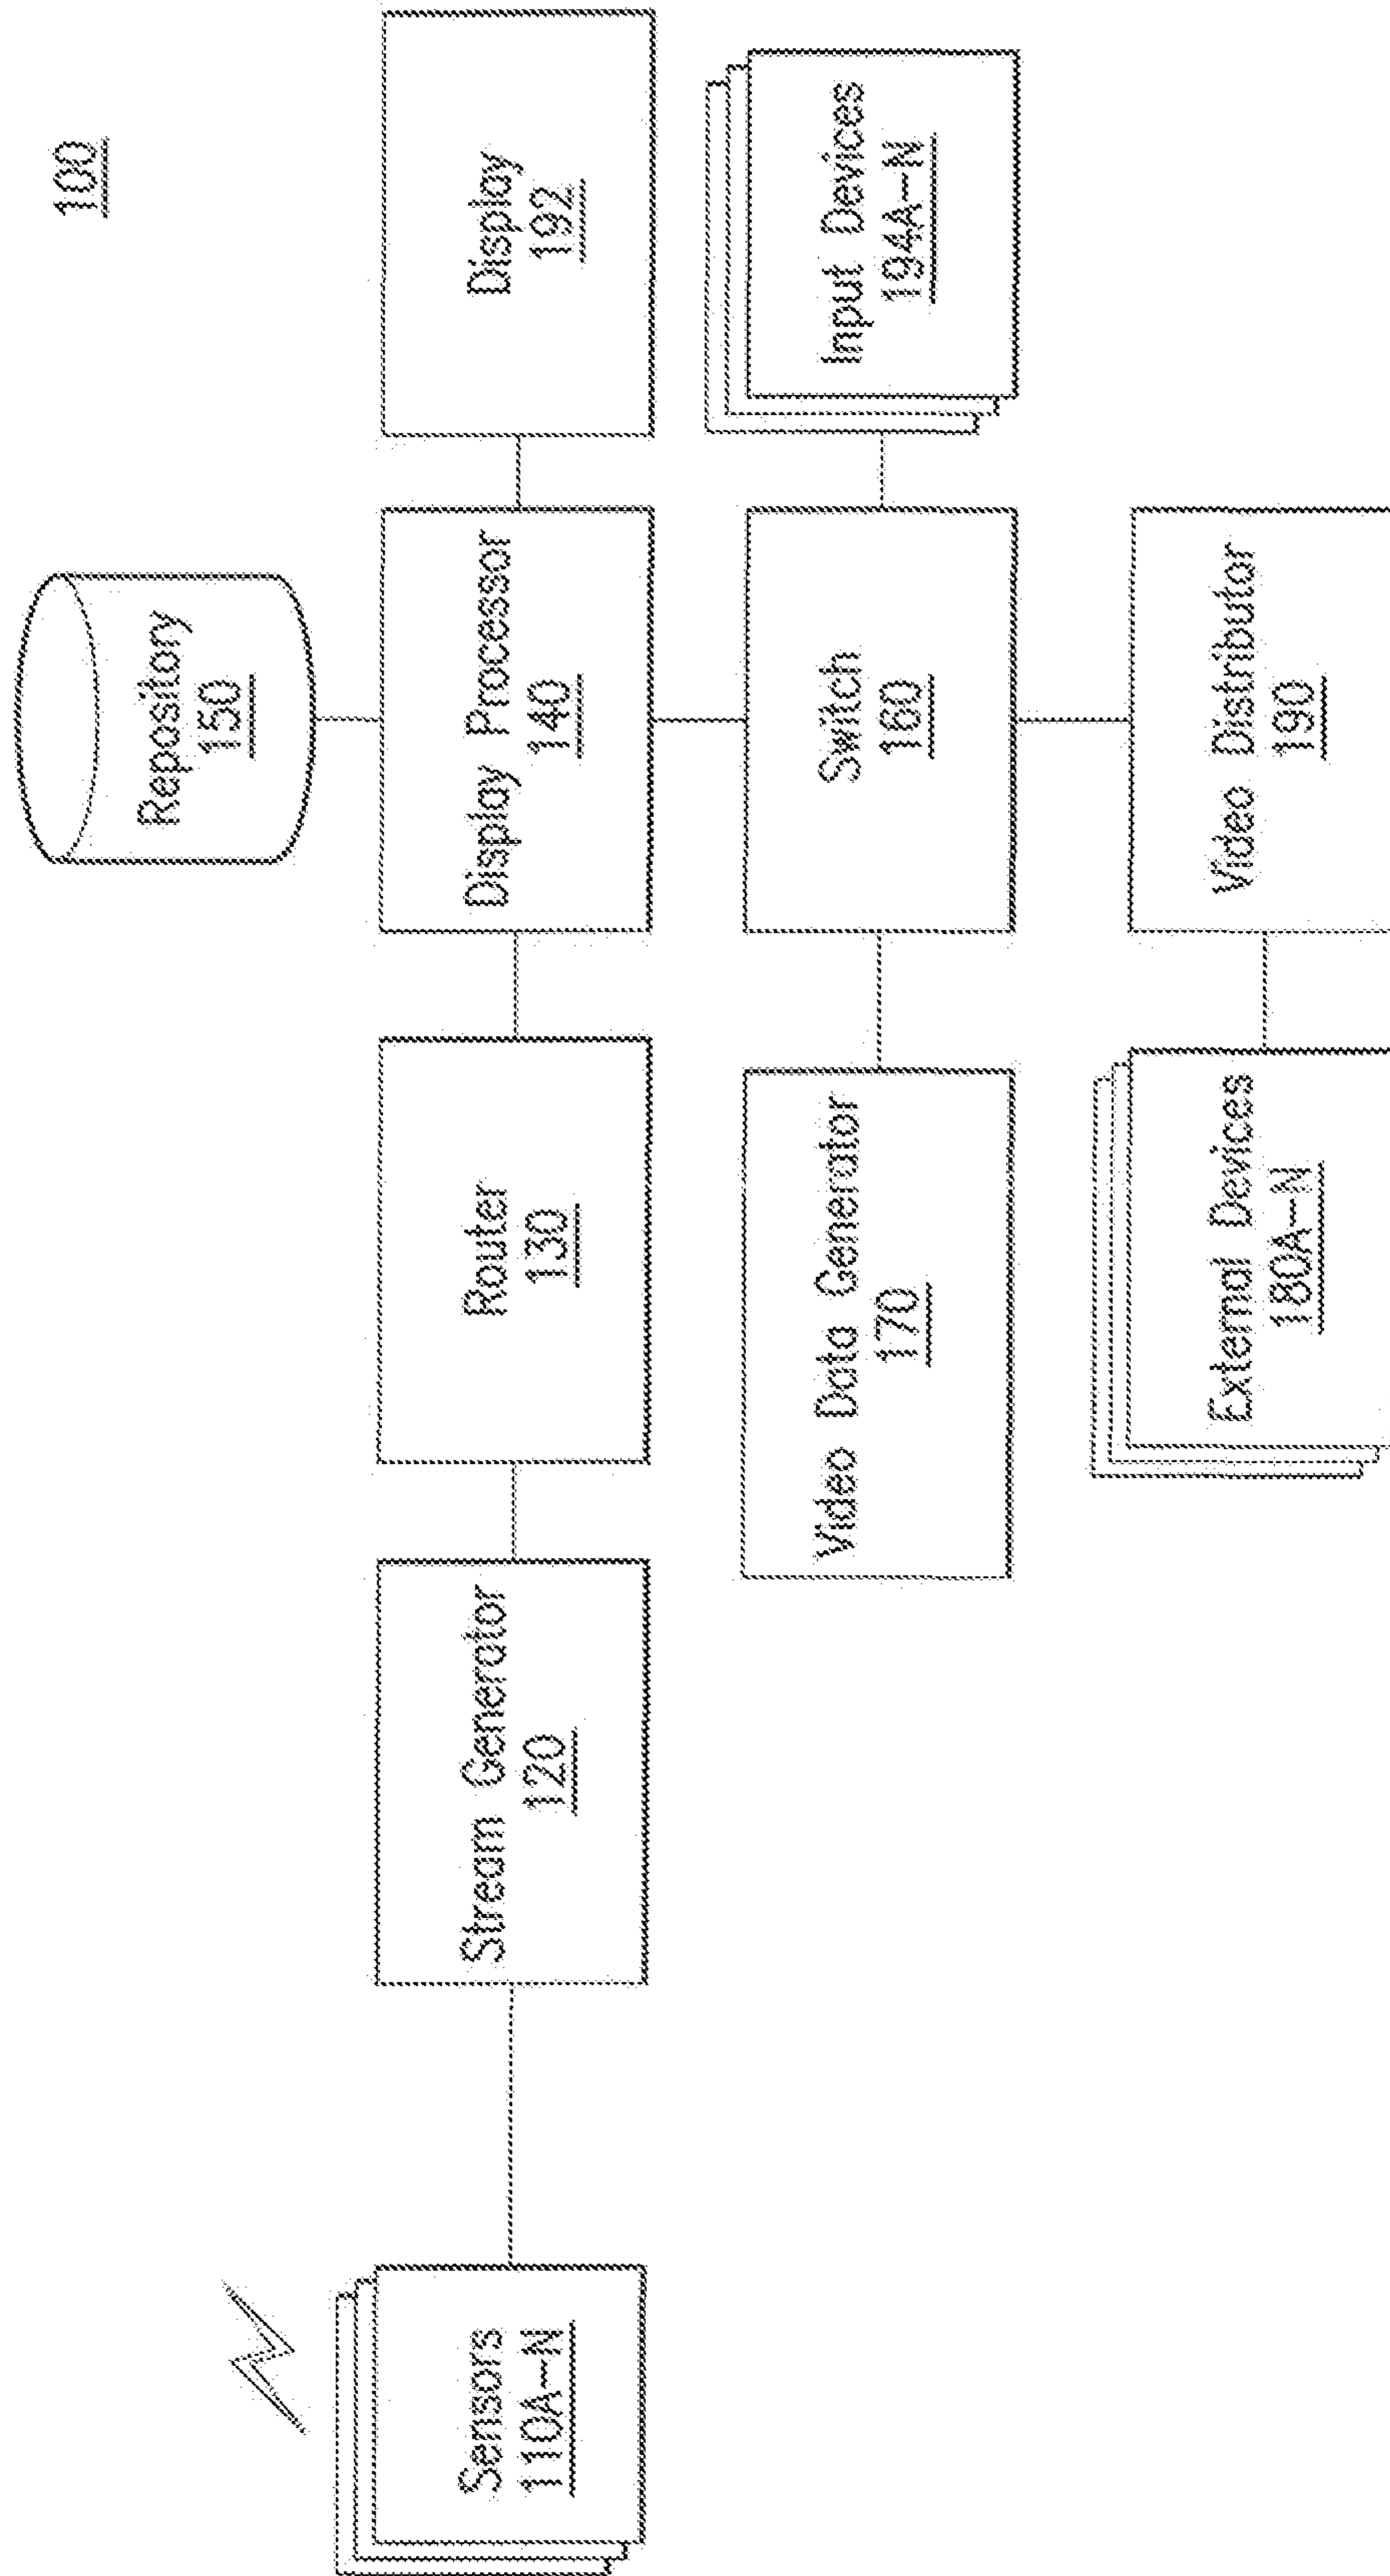 100
Repository
150
Sensors
110A-N
Stream Generator
120
Router
130
Display Processor
140
Display
192
Video Data Generator
170
Switch
160
Input Devices
194A-N
External Devices
180A-N
Video Distributor
190